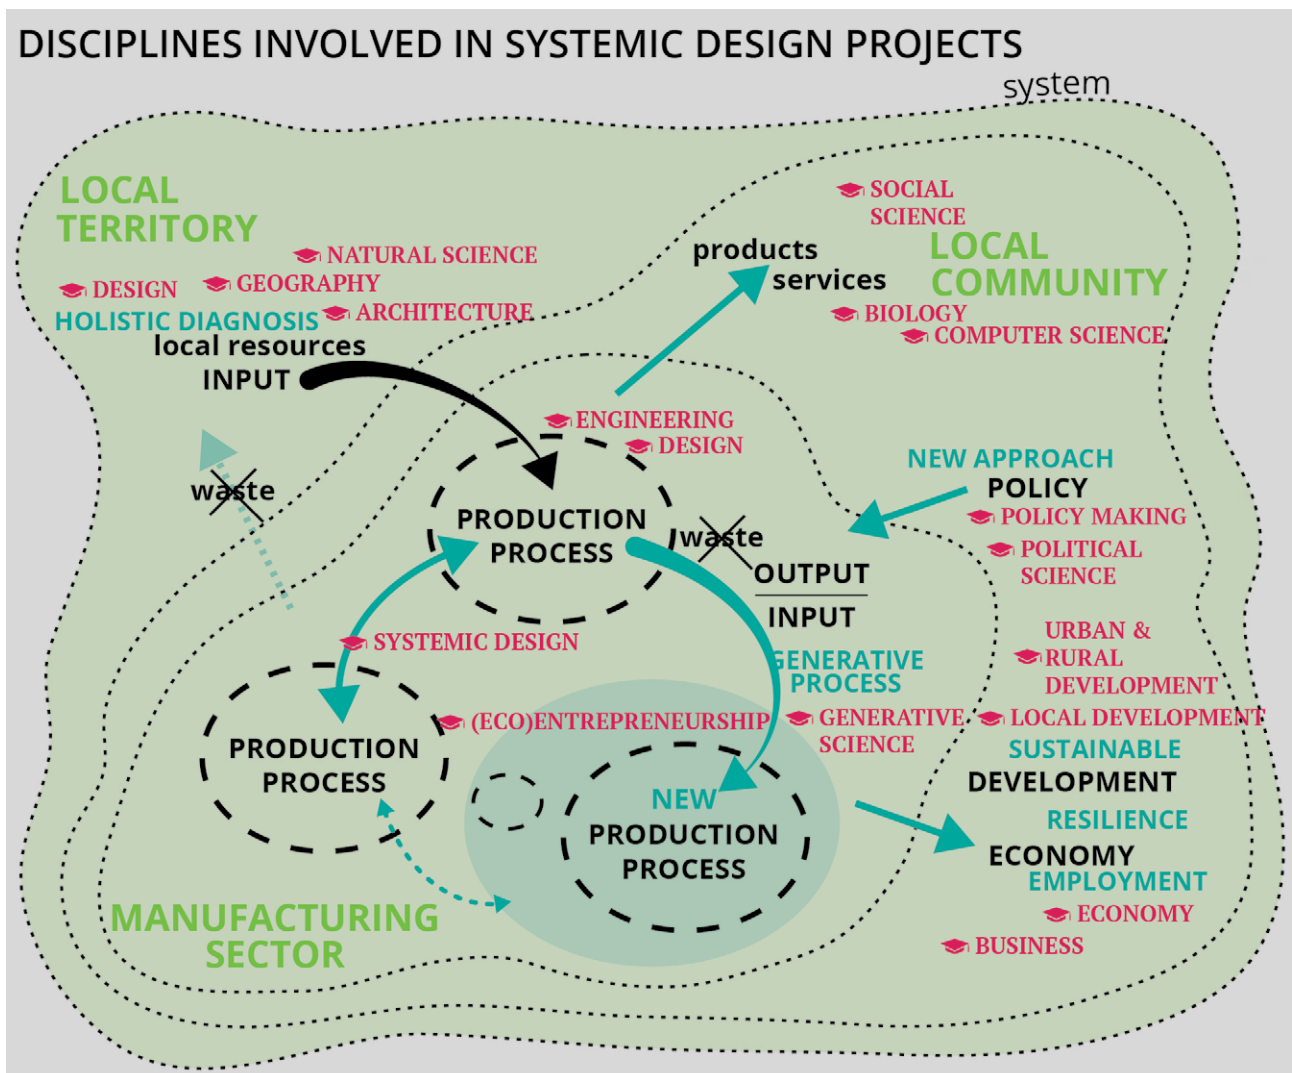 DISCIPLINES INVOLVED IN SYSTEMIC DESIGN PROJECTS
system
LOCAL
TERRITORY
NATURAL SCIENCE
DESIGN
GEOGRAPHY
ARCHITECTURE
HOLISTIC DIAGNOSIS
local resources
INPUT
waste
SOCIAL
SCIENCE
LOCAL
COMMUNITY
products
services
BIOLOGY
COMPUTER SCIENCE
ENGINEERING
DESIGN
PRODUCTION
PROCESS
waste
OUTPUT
INPUT
NEW APPROACH
POLICY
POLICY MAKING
POLITICAL
SCIENCE
SYSTEMIC DESIGN
GENERATIVE
PROCESS
URBAN &
RURAL
DEVELOPMENT
(ECO)ENTREPRENEURSHIP
GENERATIVE
SCIENCE
LOCAL DEVELOPMENT
SUSTAINABLE
DEVELOPMENT
RESILIENCE
ECONOMY
EMPLOYMENT
ECONOMY
BUSINESS
PRODUCTION
PROCESS
NEW
PRODUCTION
PROCESS
MANUFACTURING
SECTOR